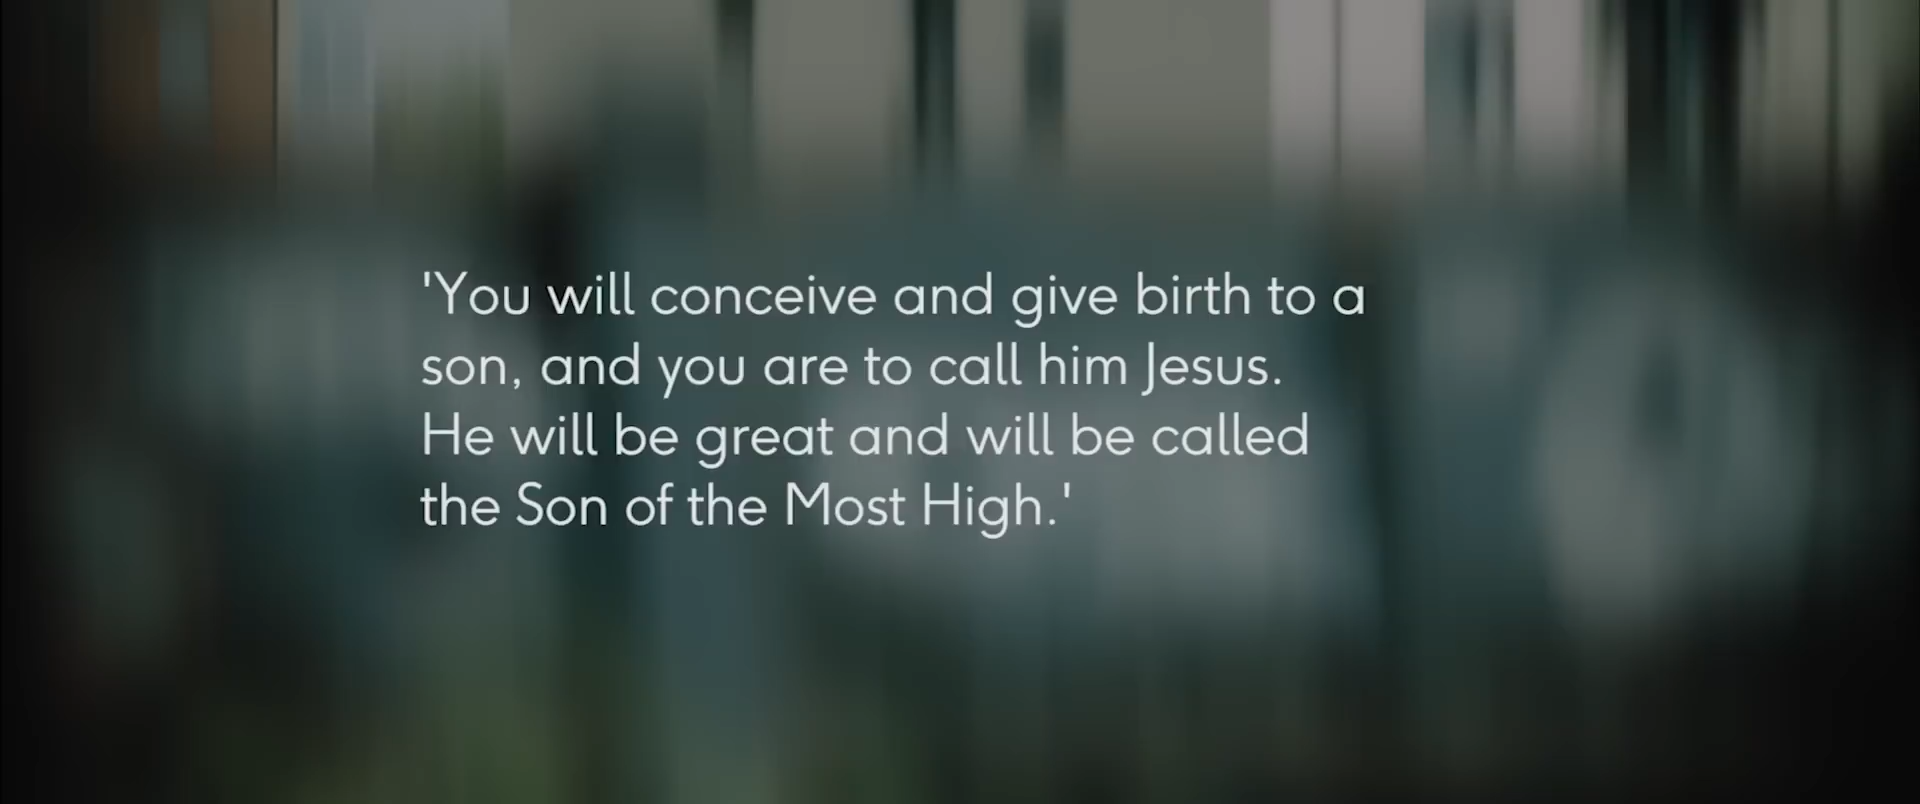 'You will conceive and give birth to a
son, and you are to call him Jesus.
He will be great and will be called
the Son of the Most High.'